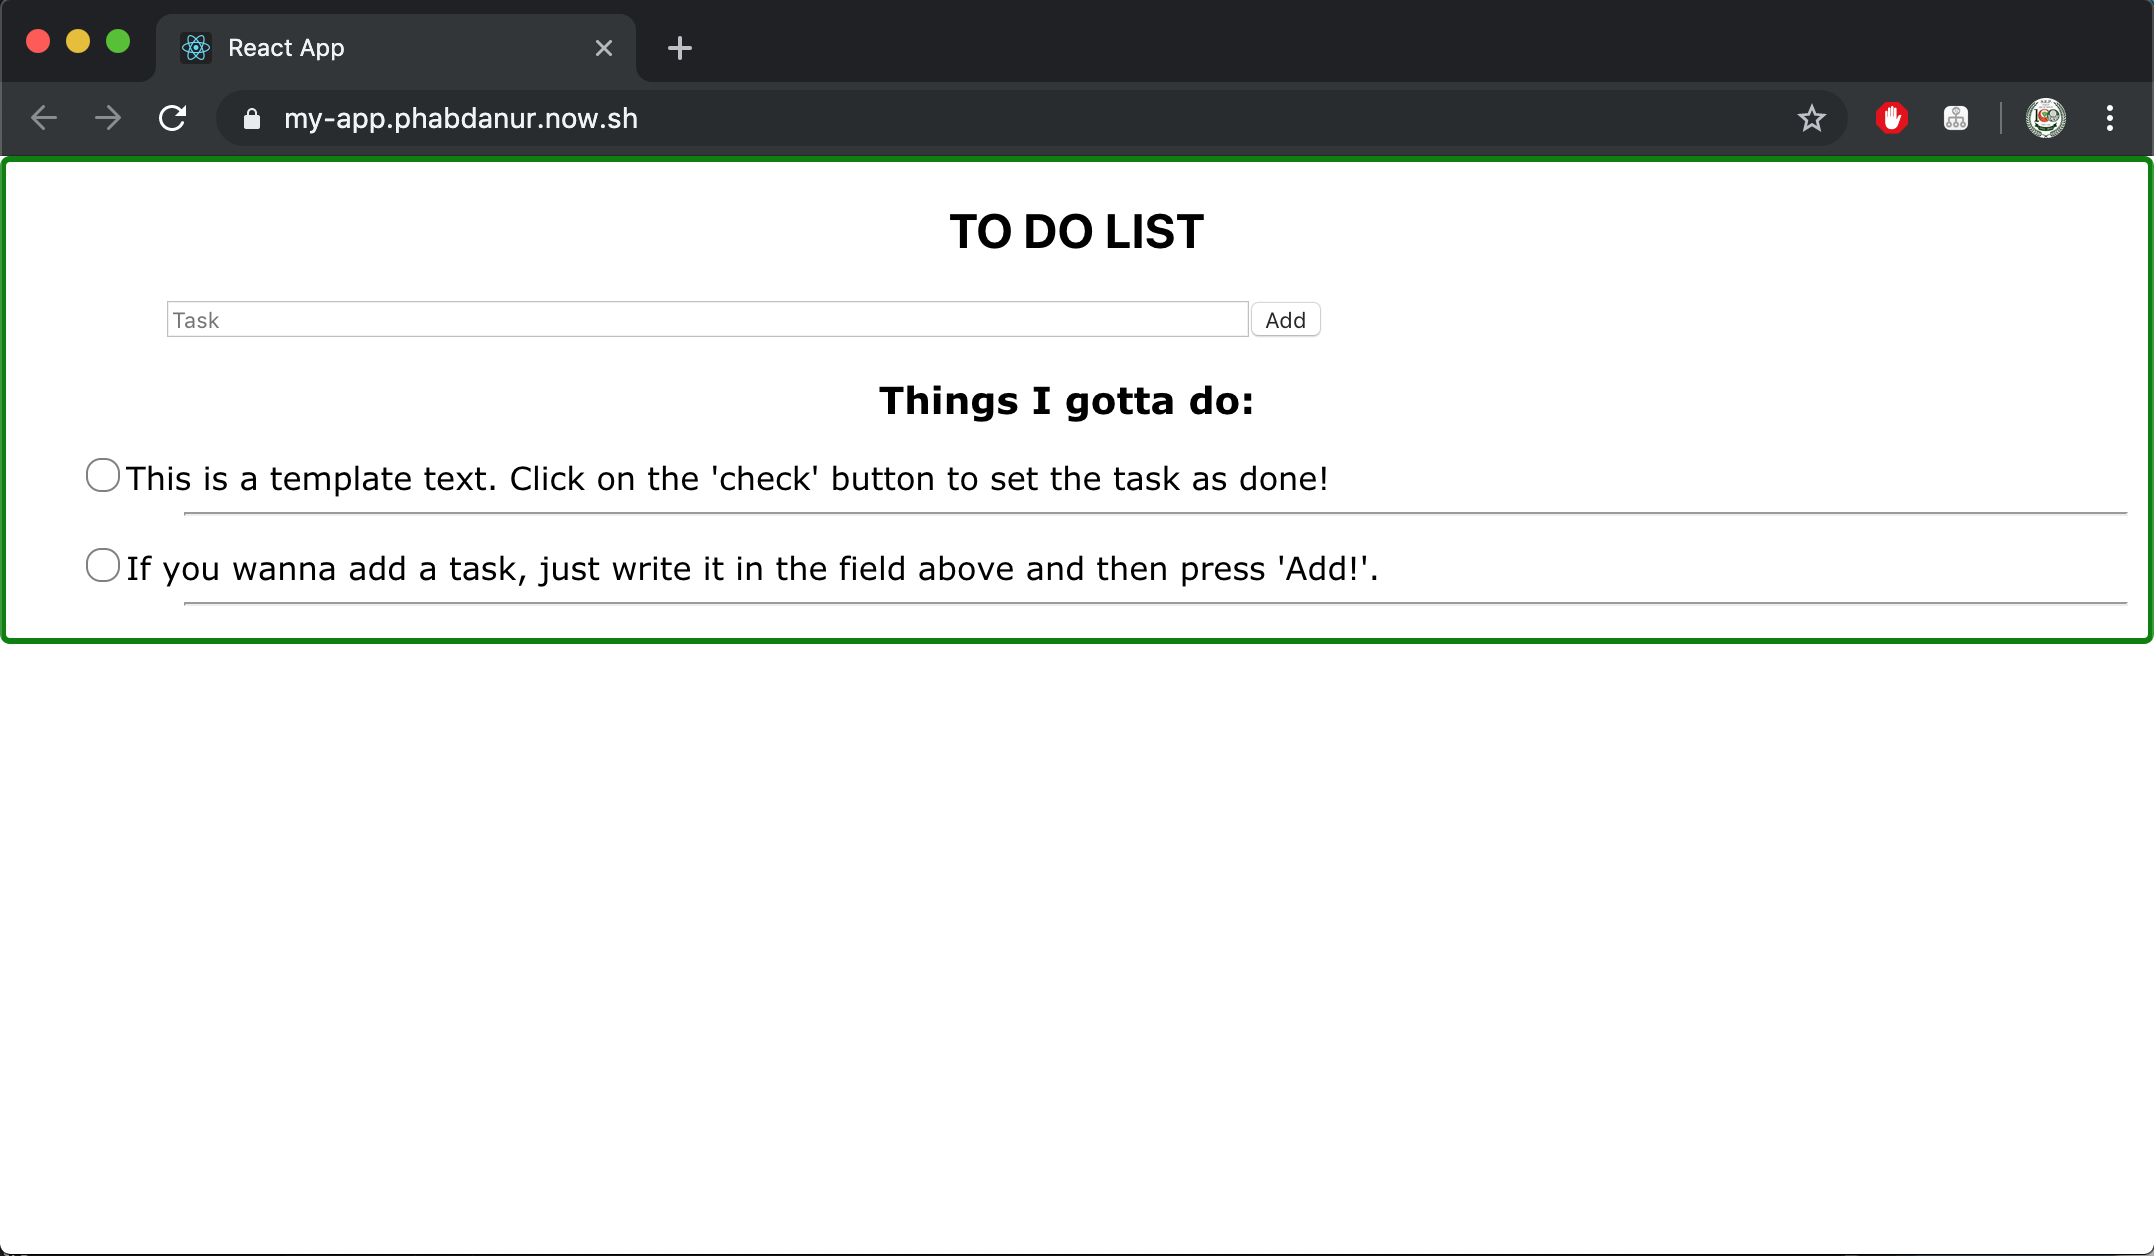 React App
my-app.phabdanur.now.sh
TO DO LIST
Task
Add
Things I gotta do:
This is a template text. Click on the 'check' button to set the task as done!
If you wanna add a task, just write it in the field above and then press 'Add!'.